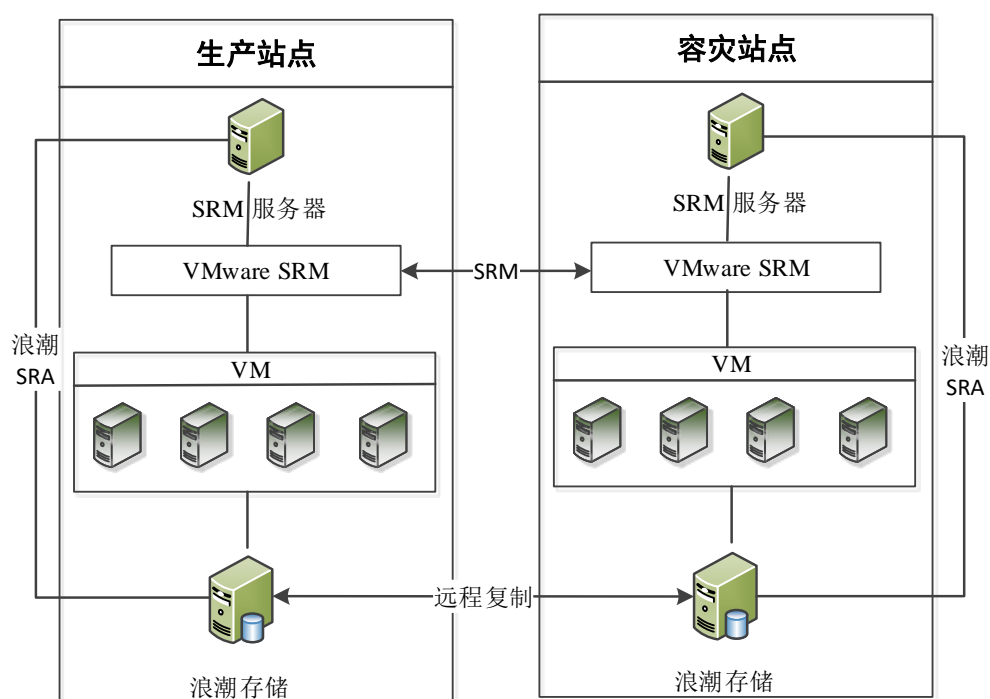 生产站点
容灾站点
SRM 服务器
SRM 服务器
VMware SRM
SRM
VMware SRM
浪潮
SRA
浪潮
SRA
VM
VM
远程复制
浪潮存储
浪潮存储